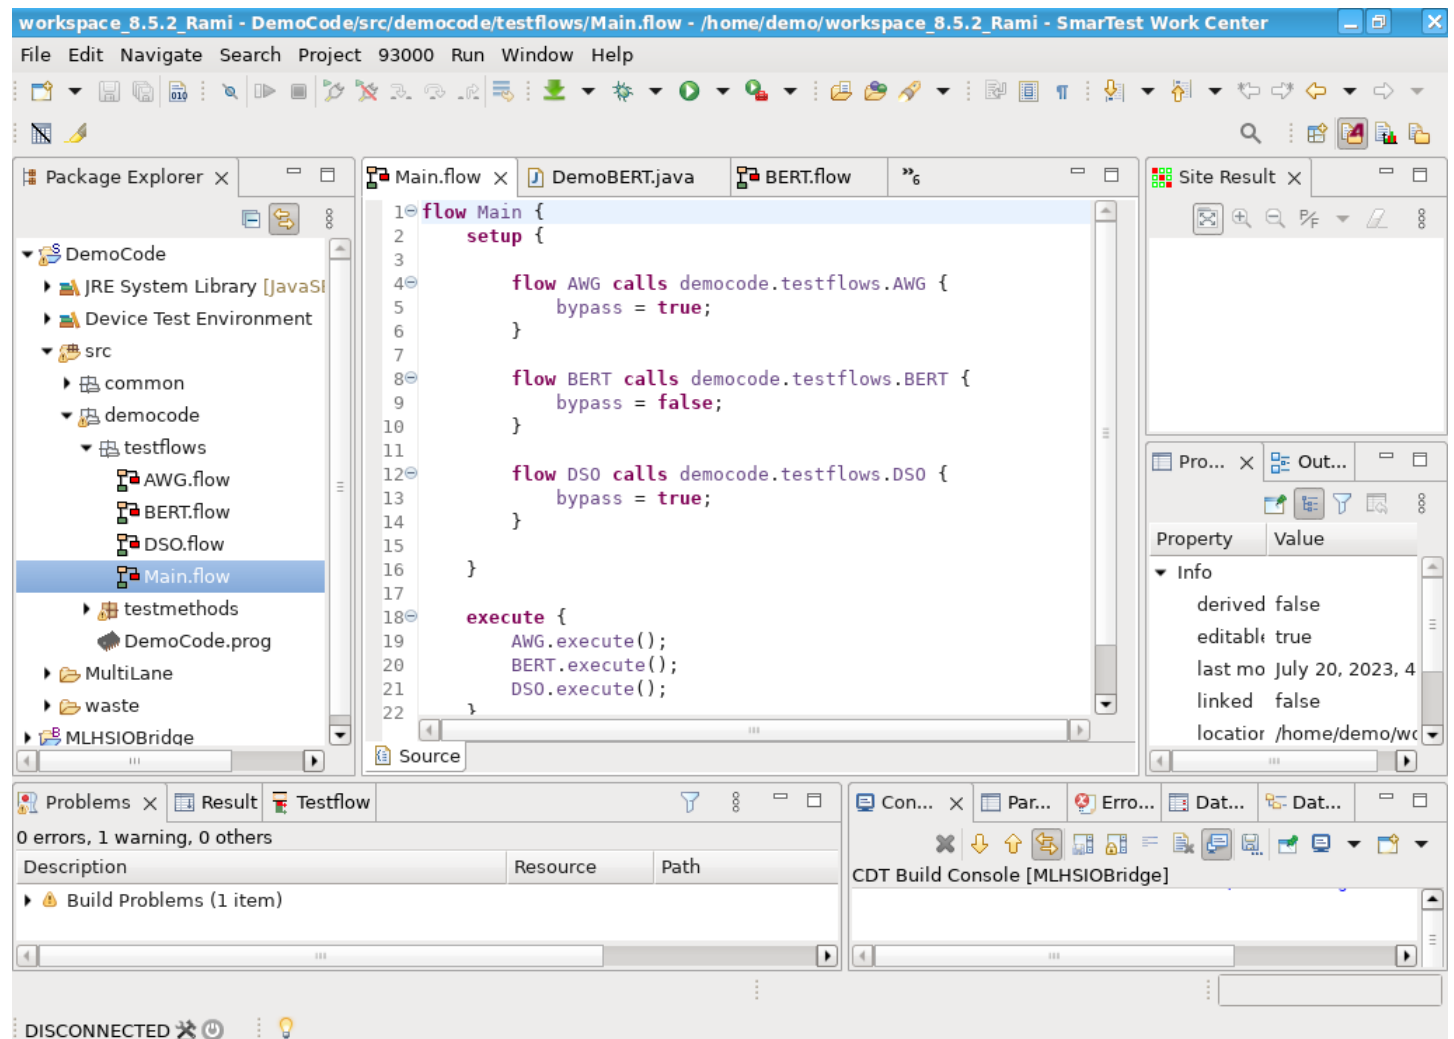 workspace_8.5.2_Rami - DemoCode/src/democode/testflows/Main.flow - /home/demo/workspace_8.5.2_Rami - SmarTest Work Center
File Edit Navigate Search Project 93000 Run Window Help
Package Explorer
DemoCode
JRE System Library [JavaSE
Device Test Environment
src
common
democode
testflows
AWG.flow
BERT.flow
DSO.flow
Main.flow
testmethods
DemoCode.prog
MultiLane
waste
MLHSIOBridge
Main.flow DemoBERT.java BERT.flow »6
1 flow Main {
2 setup {
3
4 flow AWG calls democode.testflows.AWG {
5 bypass = true;
6 }
7
8 flow BERT calls democode.testflows.BERT {
9 bypass = false;
10 }
11
12 flow DSO calls democode.testflows.DSO {
13 bypass = true;
14 }
15
16 }
17
18 execute {
19 AWG.execute();
20 BERT.execute();
21 DSO.execute();
22 }
Source
Site Result
P/F
Pro... Out...
Property Value
Info
derived false
editable true
last mo July 20, 2023, 4
linked false
location /home/demo/wo
Problems Result Testflow
0 errors, 1 warning, 0 others
Description Resource Path
Build Problems (1 item)
Con... Par... Erro... Dat... Dat...
CDT Build Console [MLHSIOBridge]
DISCONNECTED